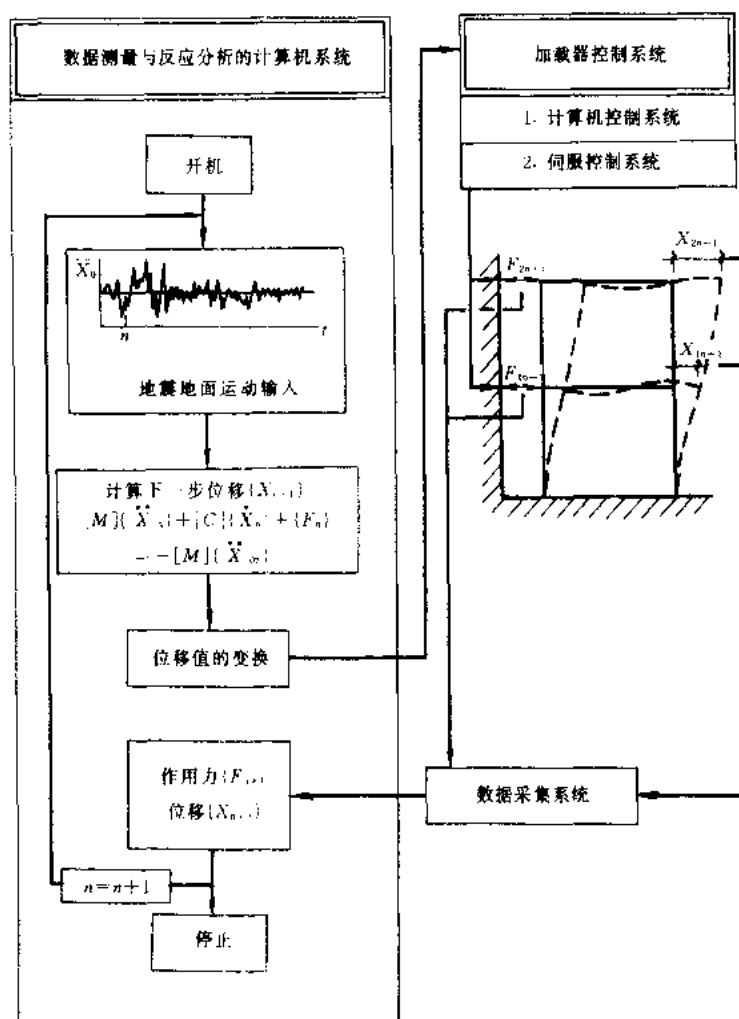 数据测量与反应分析的计算机系统
开机
Ẍ₀
n
t
地震地面运动输入
计算下一步位移
位移值的变换
作用力
位移
n=n+1
停止
加载器控制系统
1. 计算机控制系统
2. 伺服控制系统
数据采集系统